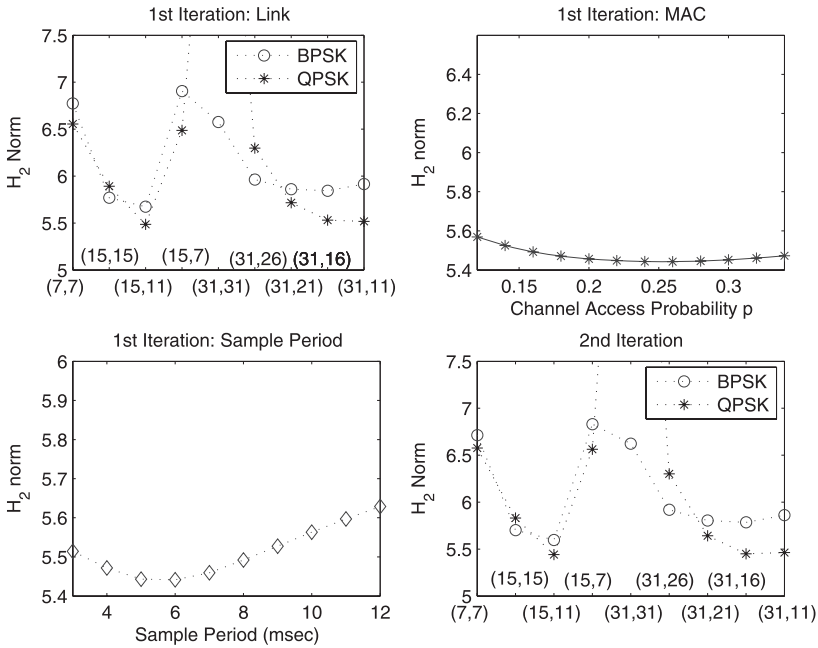 1st Iteration: Link
7.5
7
6.5
6
5.5
5
H2 Norm
BPSK
QPSK
(15,15) (15,7) (31,26) (31,16)
(7,7) (15,11) (31,31) (31,21) (31,11)
1st Iteration: MAC
6.6
6.4
6.2
6
5.8
5.6
5.4
H2 norm
0.15 0.2 0.25 0.3
Channel Access Probability p
1st Iteration: Sample Period
6
5.9
5.8
5.7
5.6
5.5
5.4
H2 norm
4 6 8 10 12
Sample Period (msec)
2nd Iteration
7.5
7
6.5
6
5.5
5
H2 Norm
BPSK
QPSK
(15,15) (15,7) (31,26) (31,16)
(7,7) (15,11) (31,31) (31,21) (31,11)